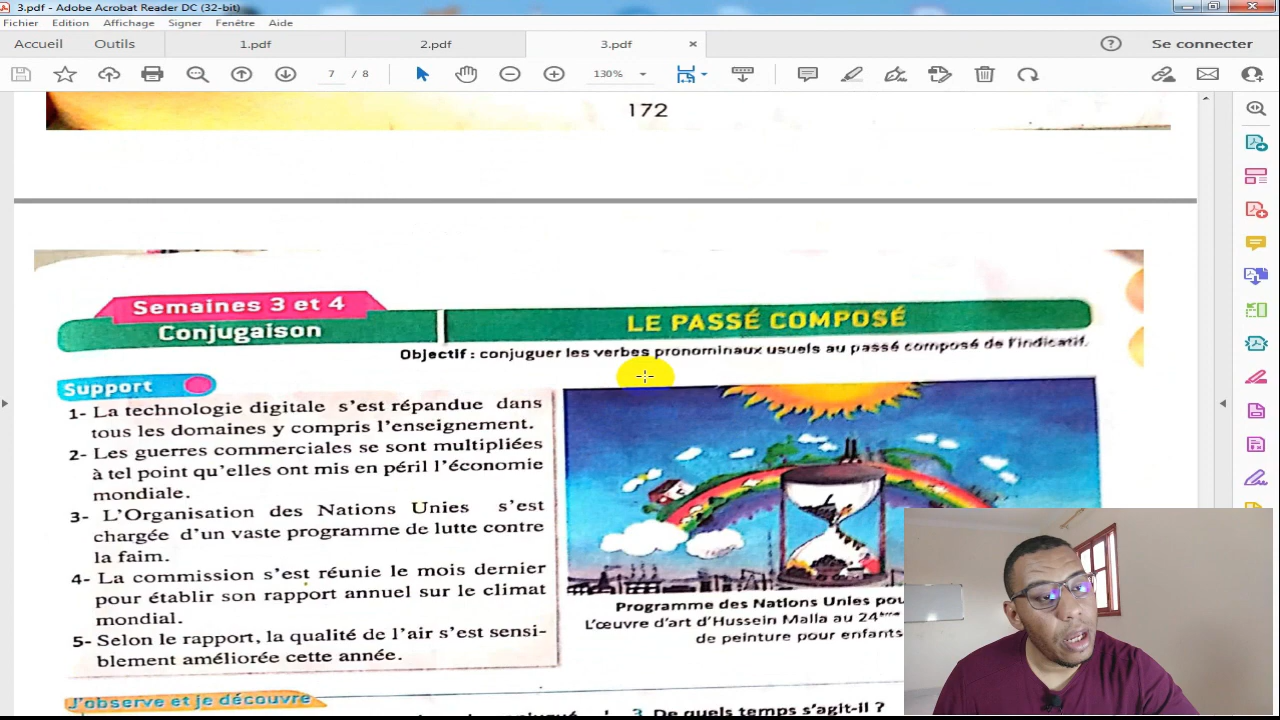 3.pdf - Adobe Acrobat Reader DC (32-bit)
Fichier Edition Affichage Signer Fenêtre Aide
Accueil Outils 1.pdf 2.pdf 3.pdf × Se connecter
7 / 8 130%
172
Semaines 3 et 4
Conjugaison
LE PASSÉ COMPOSÉ
Objectif : conjuguer les verbes pronominaux usuels au passé composé de l'indicatif.
Support
1- La technologie digitale s'est répandue dans
tous les domaines y compris l'enseignement.
2- Les guerres commerciales se sont multipliées
à tel point qu'elles ont mis en péril l'économie
mondiale.
3- L'Organisation des Nations Unies s'est
chargée d'un vaste programme de lutte contre
la faim.
4- La commission s'est réunie le mois dernier
pour établir son rapport annuel sur le climat
mondial.
5- Selon le rapport, la qualité de l'air s'est sensi-
blement améliorée cette année.
Programme des Nations Unies pou
L'œuvre d'art d'Hussein Malla au 24ème
de peinture pour enfants
J'observe et je découvre
3. De quels temps s'agit-il ?